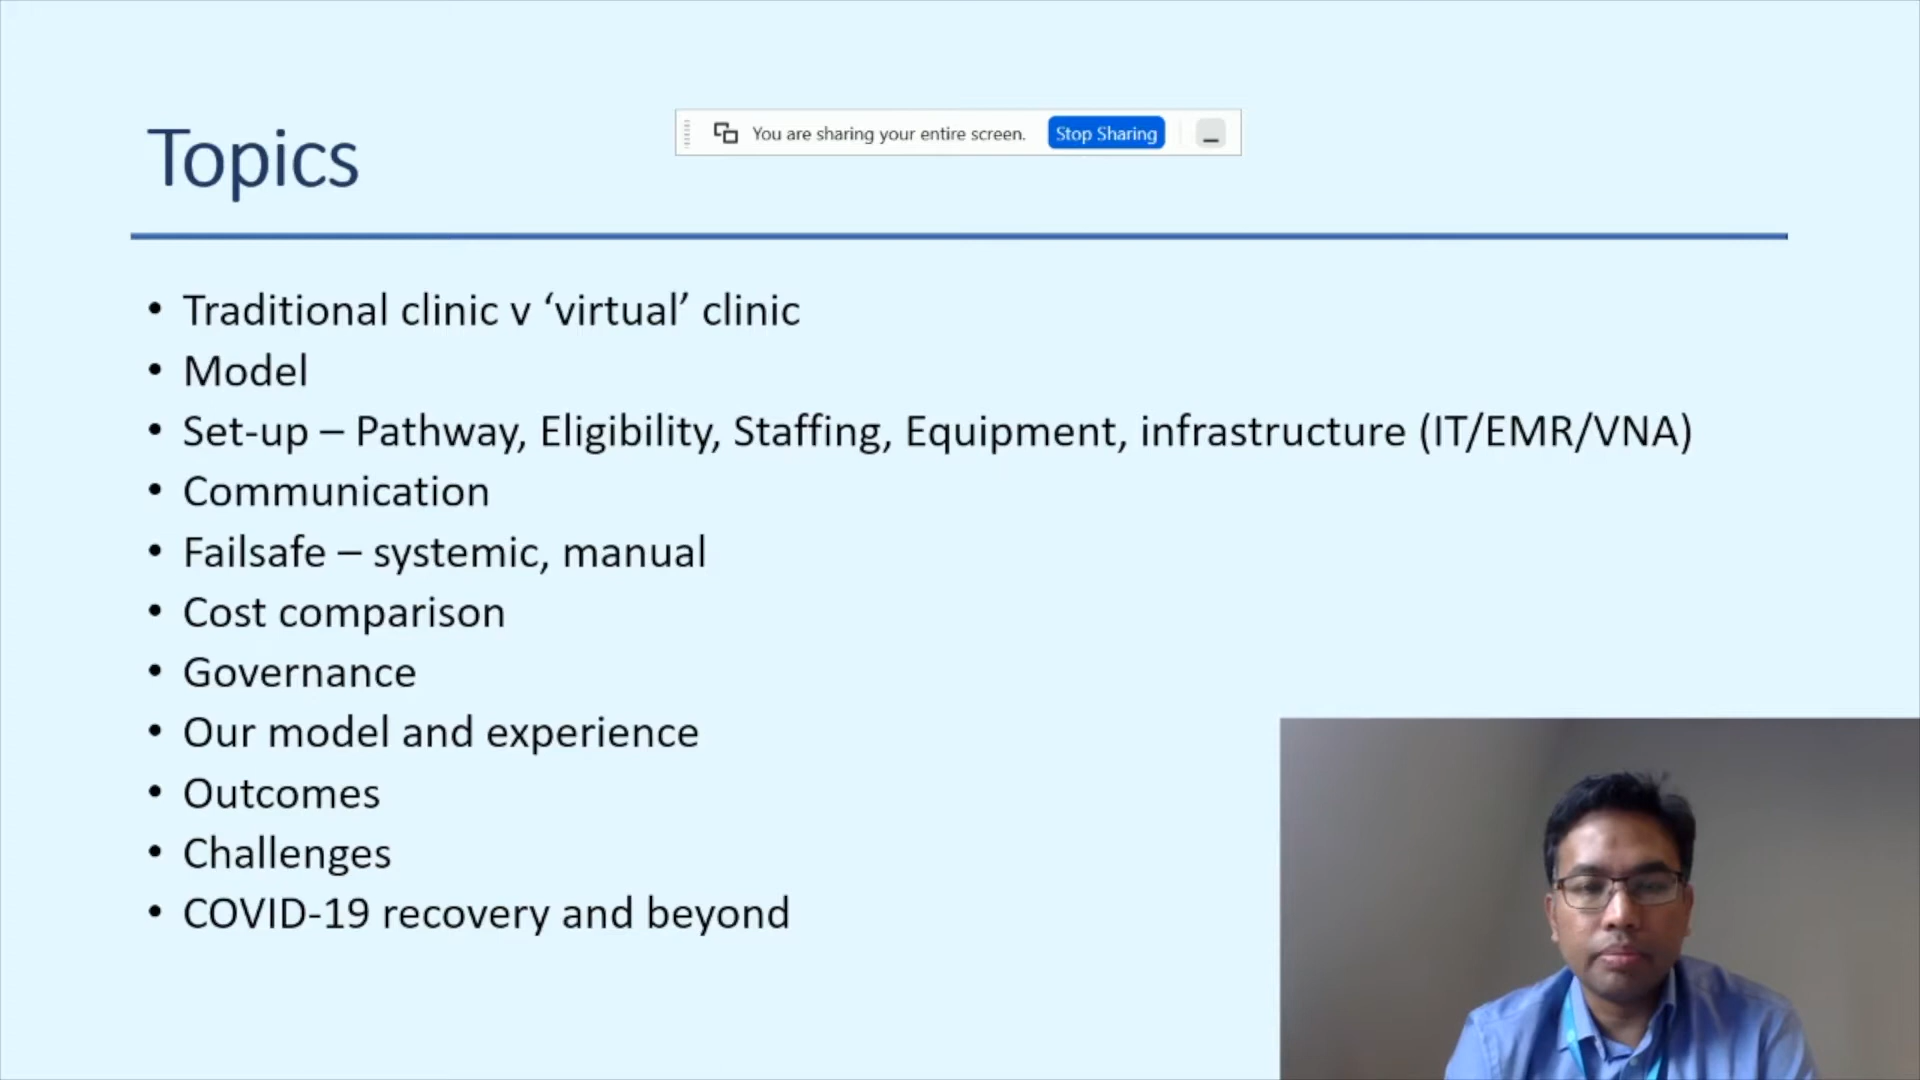 You are sharing your entire screen. Stop Sharing
Topics
• Traditional clinic v ‘virtual’ clinic
• Model
• Set-up – Pathway, Eligibility, Staffing, Equipment, infrastructure (IT/EMR/VNA)
• Communication
• Failsafe – systemic, manual
• Cost comparison
• Governance
• Our model and experience
• Outcomes
• Challenges
• COVID-19 recovery and beyond